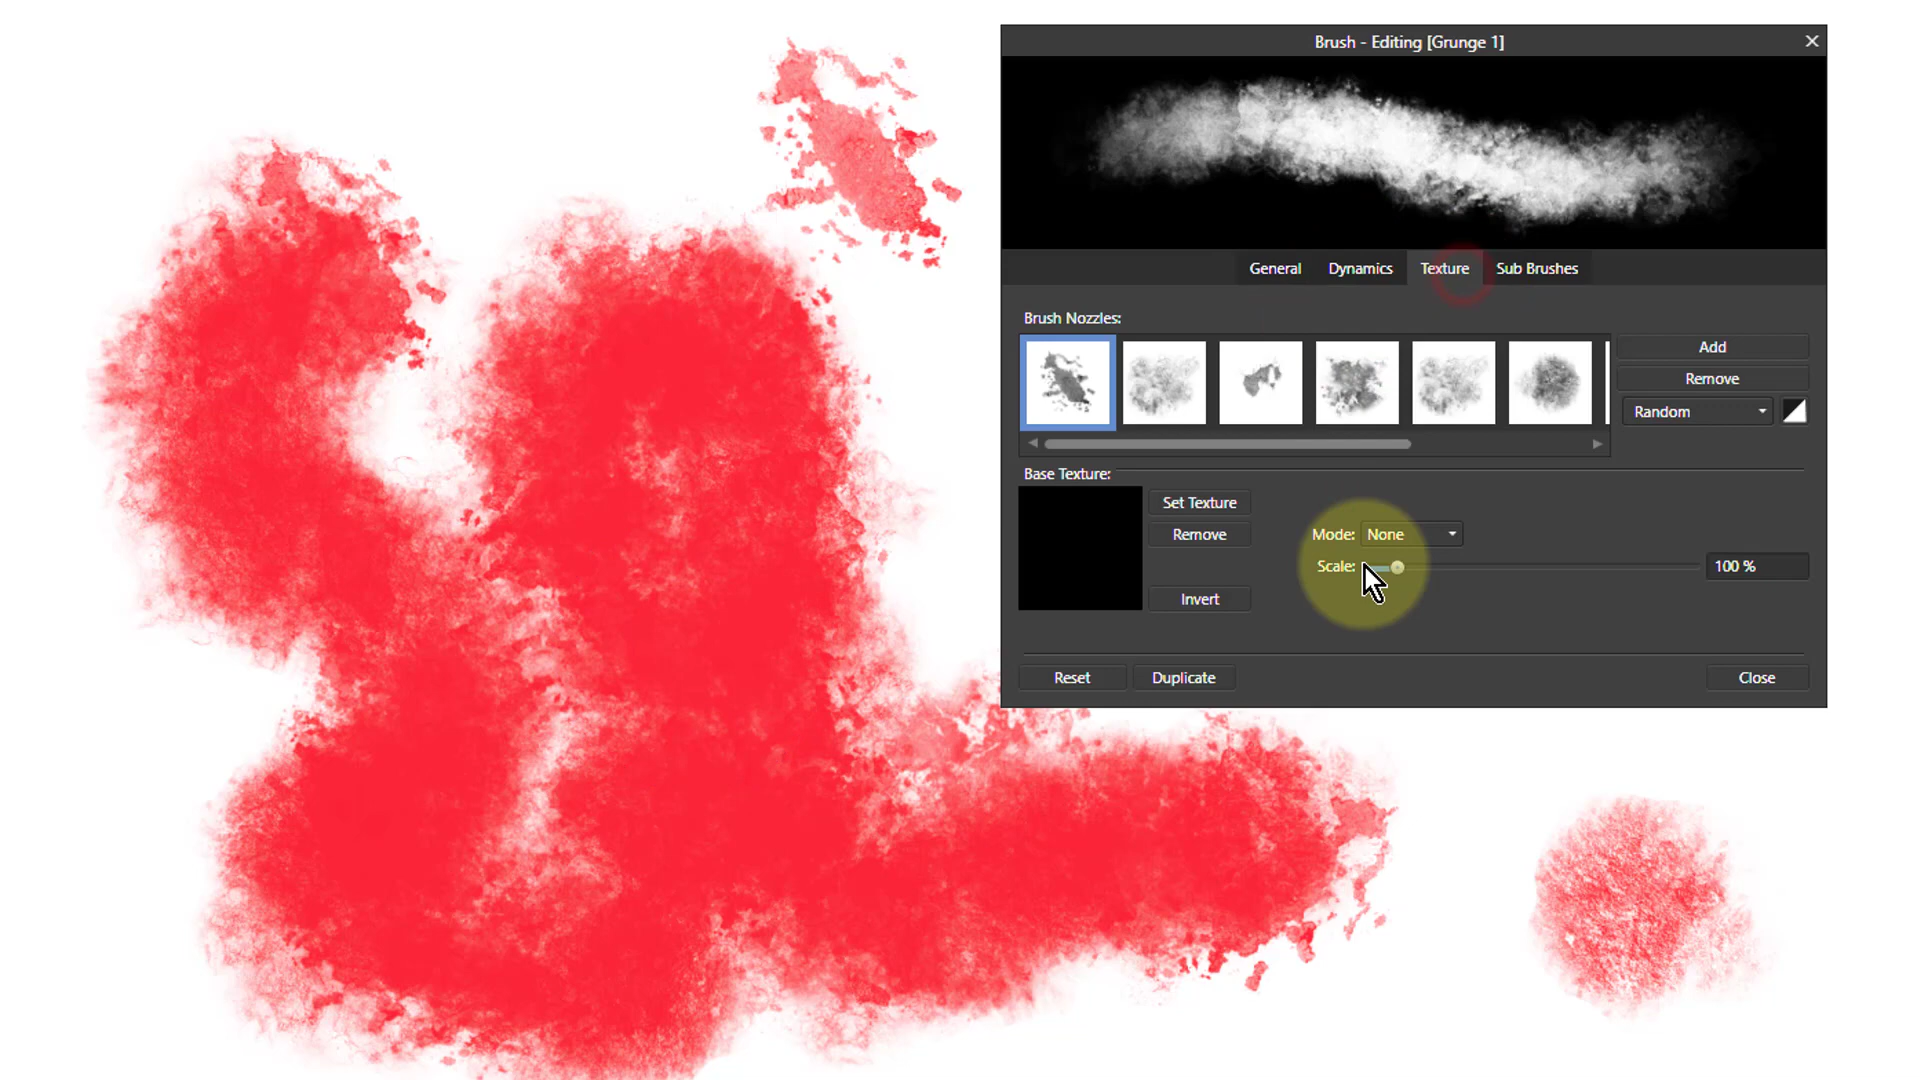 Brush - Editing [Grunge 1]
General
Dynamics
Texture
Sub Brushes
Brush Nozzles:
Add
Remove
Random
Base Texture:
Set Texture
Remove
Mode: None
Scale:
100 %
Invert
Reset
Duplicate
Close